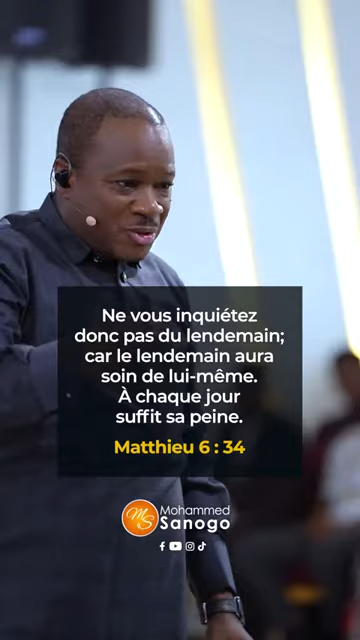 Ne vous inquiétez
donc pas du lendemain;
car le lendemain aura
soin de lui-même.
À chaque jour
suffit sa peine.
Matthieu 6 : 34
MS
Mohammed
Sanogo